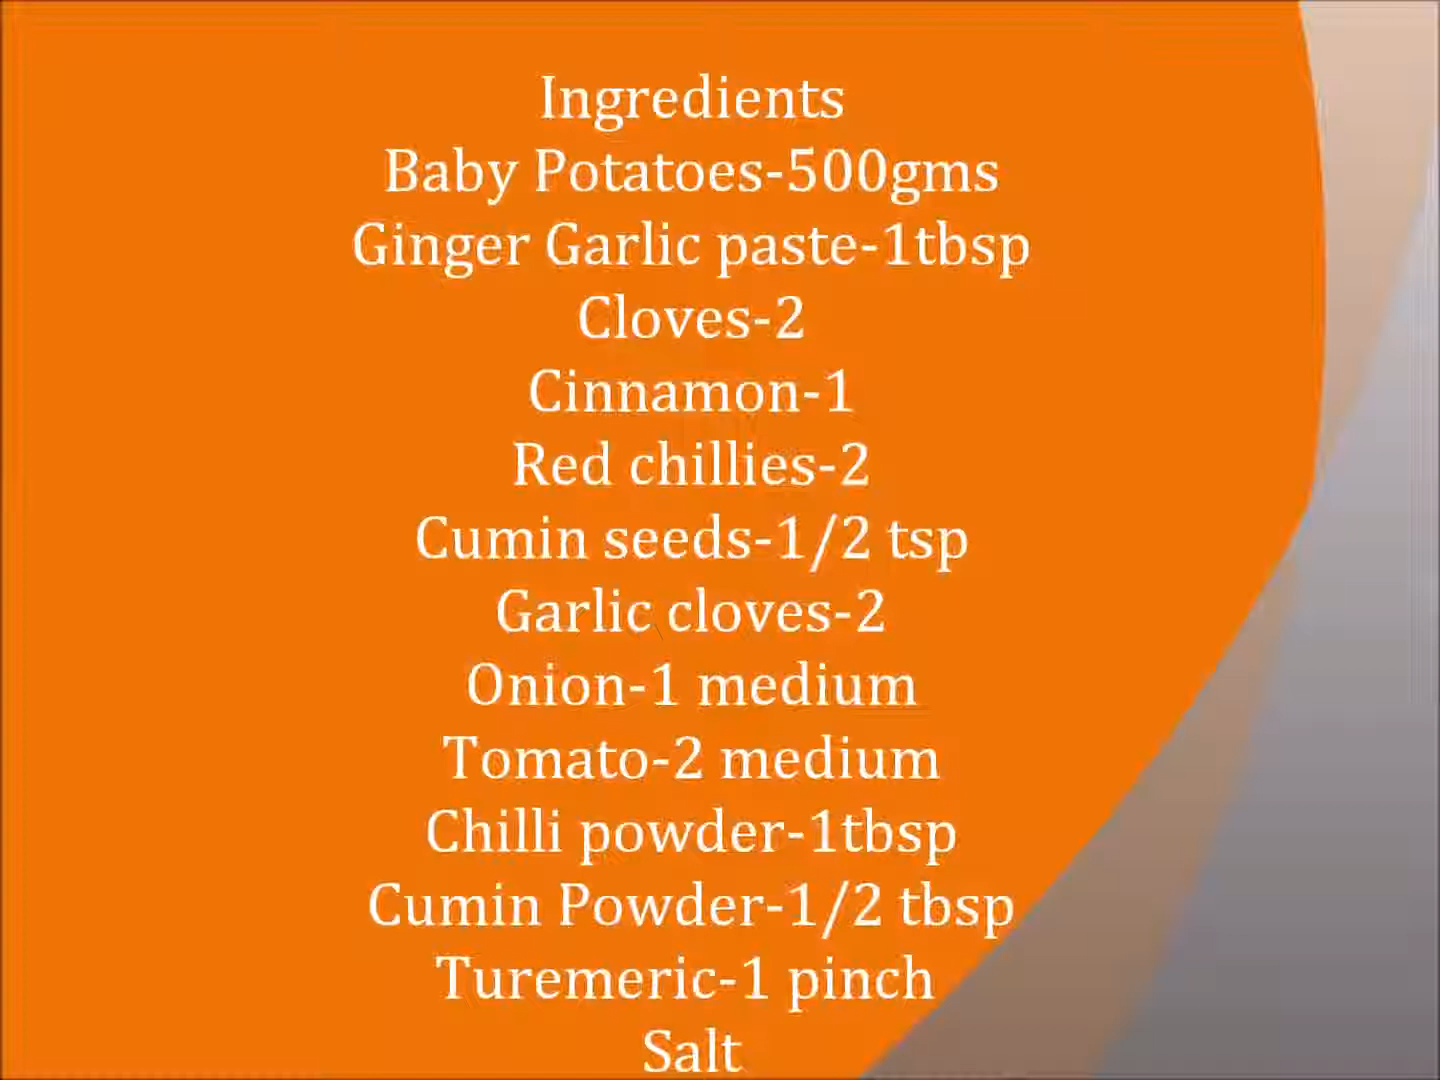 Ingredients
Baby Potatoes-500gms
Ginger Garlic paste-1tbsp
Cloves-2
Cinnamon-1
Red chillies-2
Cumin seeds-1/2 tsp
Garlic cloves-2
Onion-1 medium
Tomato-2 medium
Chilli powder-1tbsp
Cumin Powder-1/2 tbsp
Turemeric-1 pinch
Salt